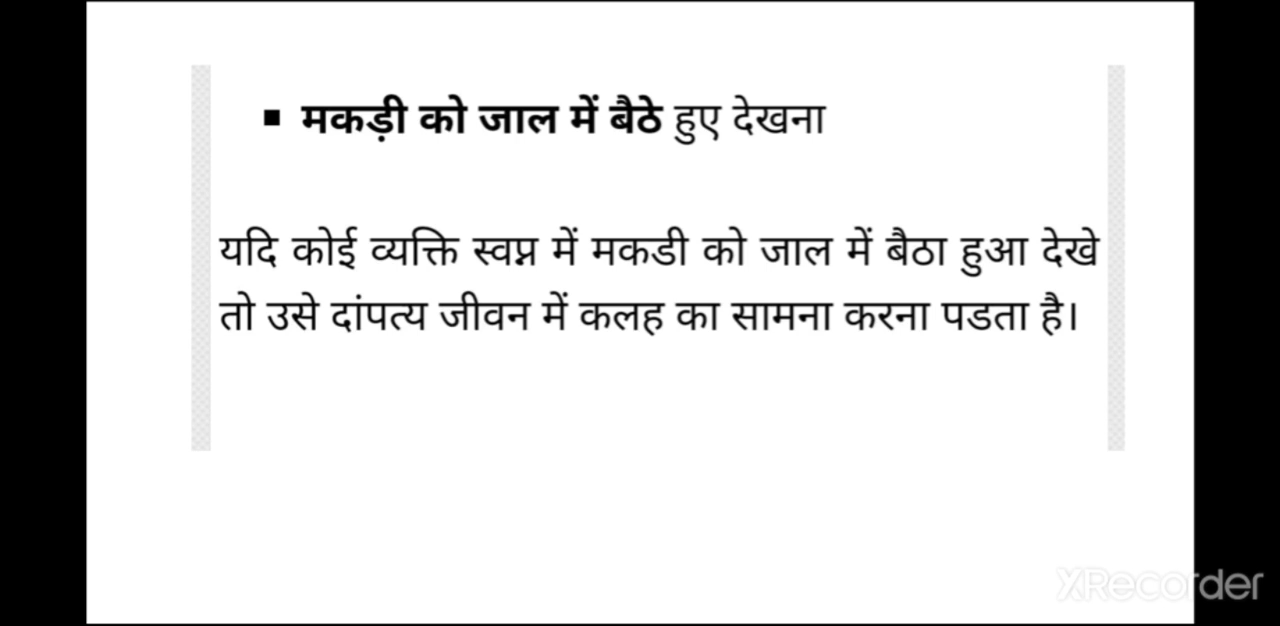 ▪ मकड़ी को जाल में बैठे हुए देखना
यदि कोई व्यक्ति स्वप्न में मकडी को जाल में बैठा हुआ देखे
तो उसे दांपत्य जीवन में कलह का सामना करना पडता है।
XRecorder